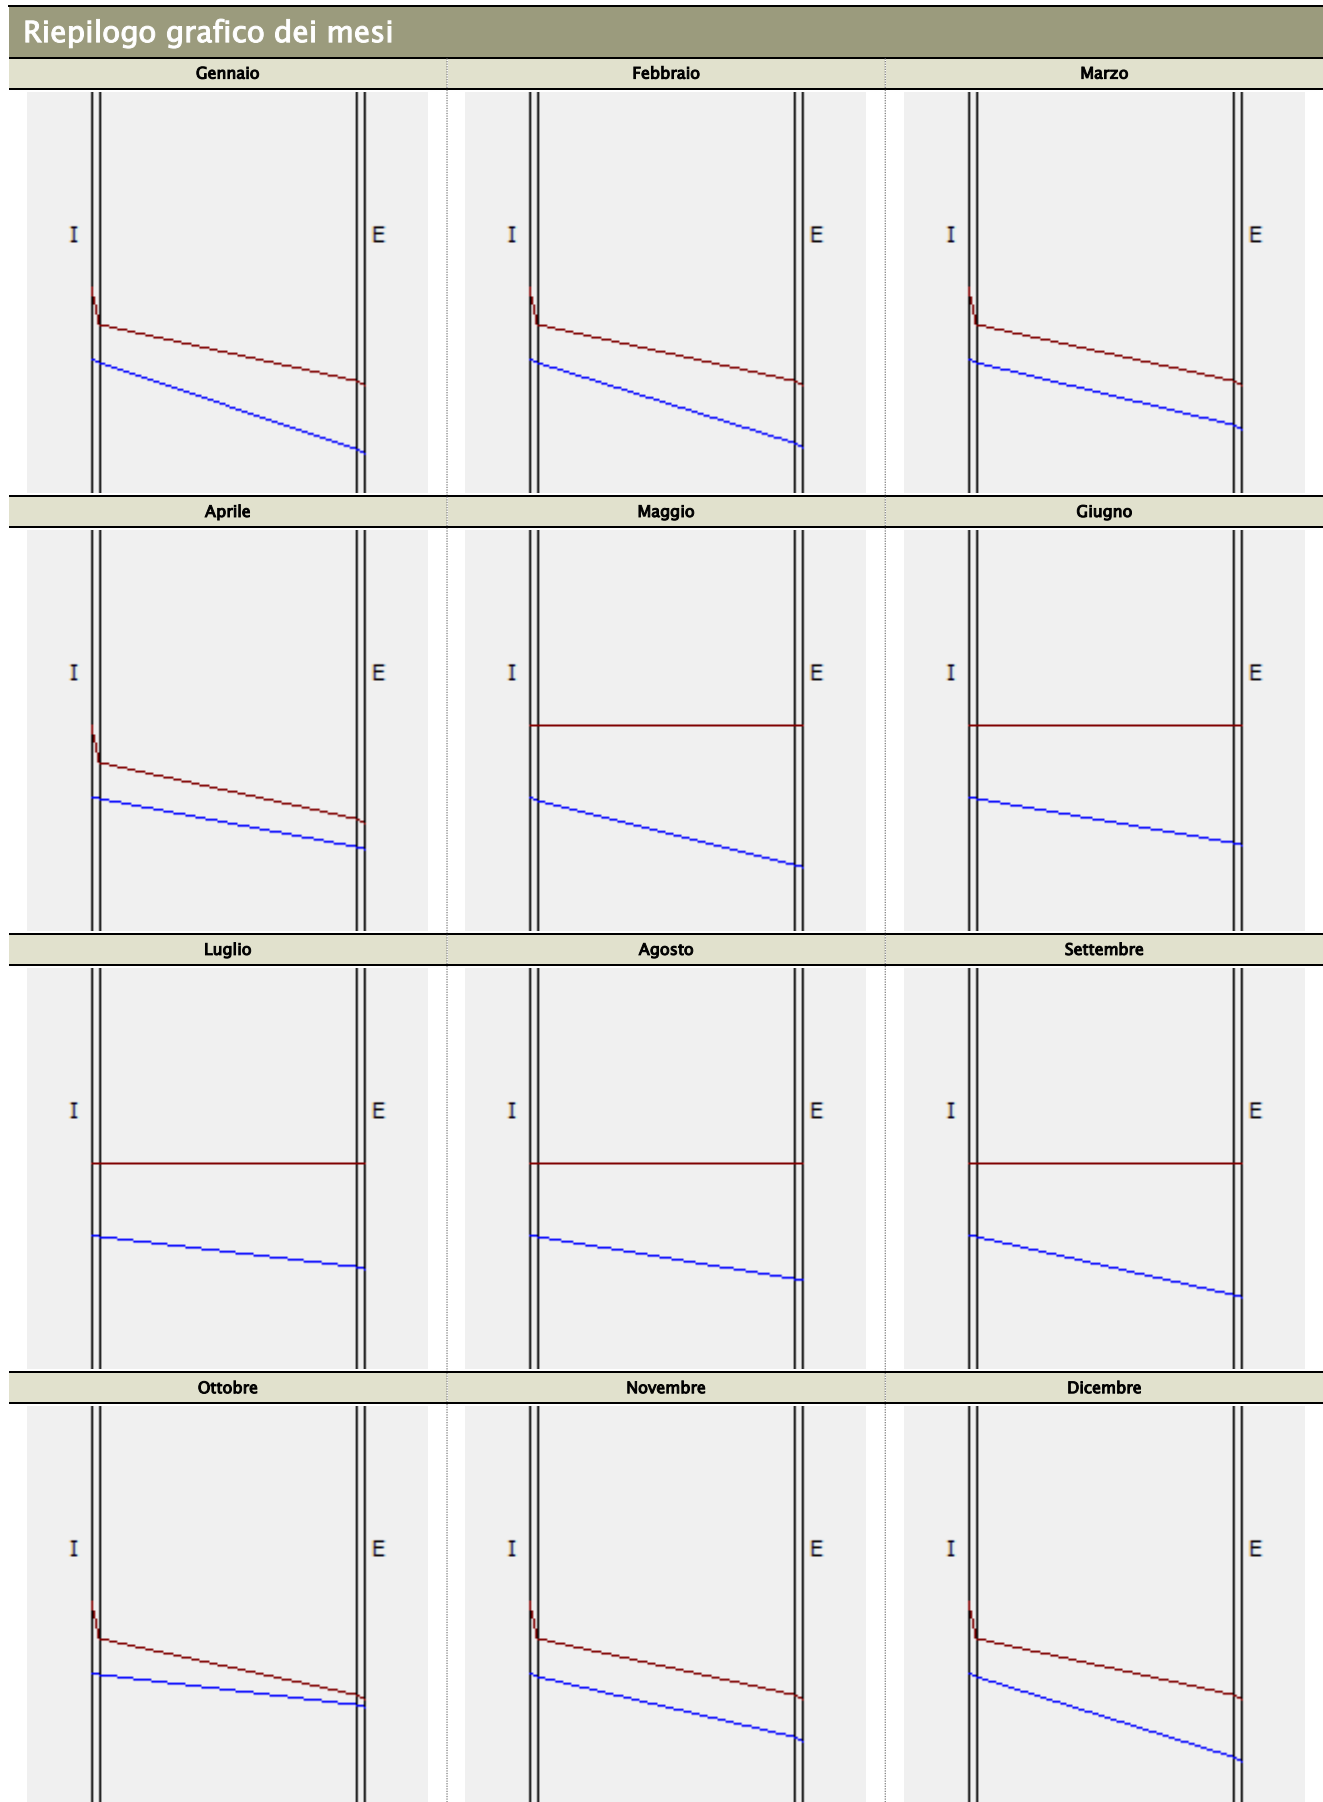 Riepilogo grafico dei mesi
Gennaio Febbraio Marzo
I E I E I E
Aprile Maggio Giugno
I E I E I E
Luglio Agosto Settembre
I E I E I E
Ottobre Novembre Dicembre
I E I E I E